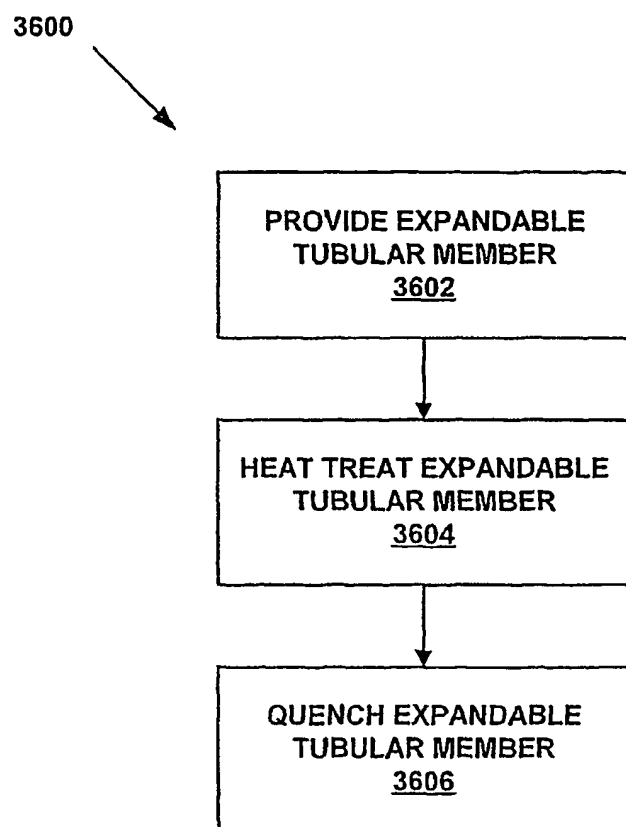 3600
PROVIDE EXPANDABLE
TUBULAR MEMBER
3602
HEAT TREAT EXPANDABLE
TUBULAR MEMBER
3604
QUENCH EXPANDABLE
TUBULAR MEMBER
3606